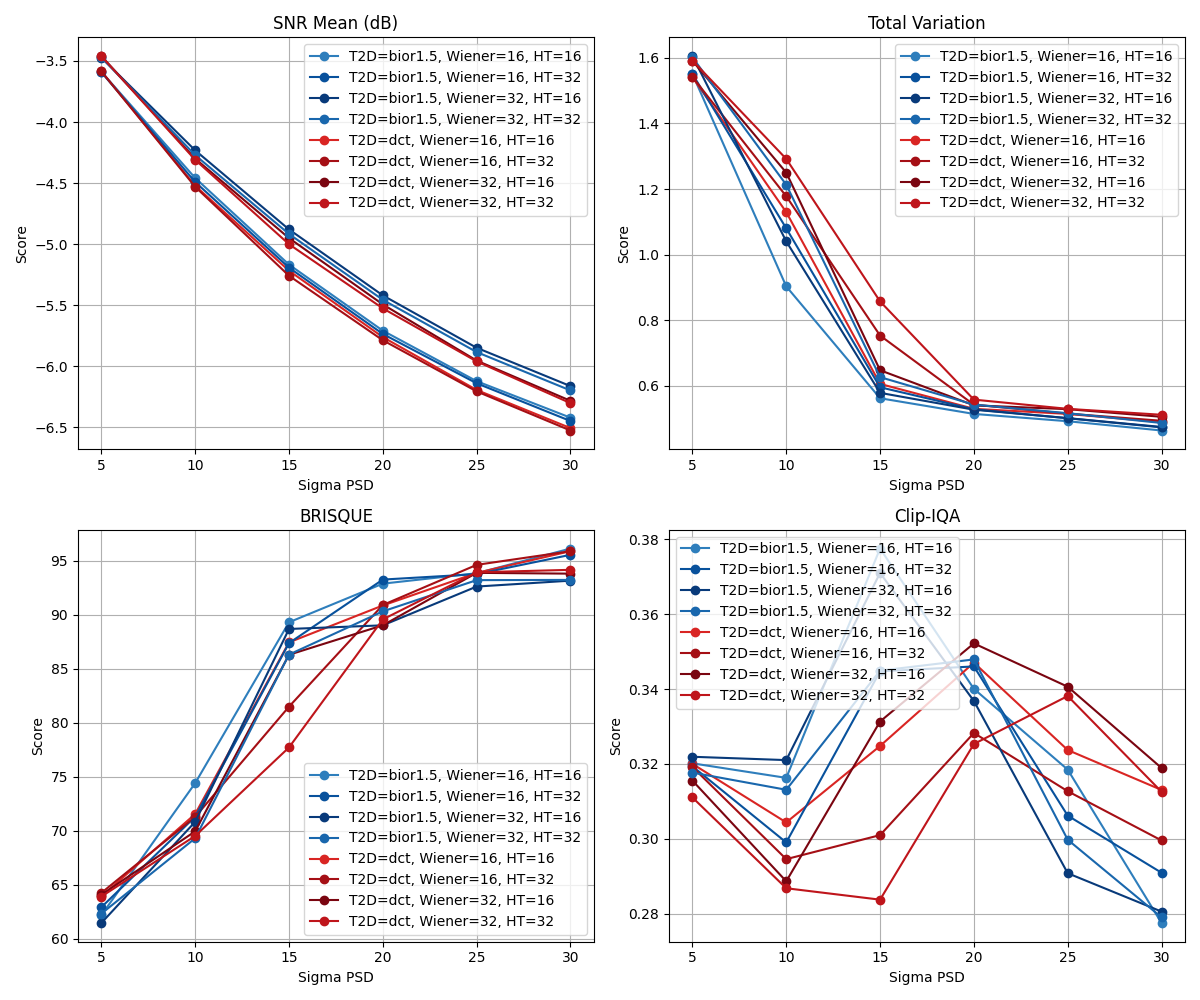 SNR Mean (dB)
Score
−3.5
−4.0
−4.5
−5.0
−5.5
−6.0
−6.5
T2D=bior1.5, Wiener=16, HT=16
T2D=bior1.5, Wiener=16, HT=32
T2D=bior1.5, Wiener=32, HT=16
T2D=bior1.5, Wiener=32, HT=32
T2D=dct, Wiener=16, HT=16
T2D=dct, Wiener=16, HT=32
T2D=dct, Wiener=32, HT=16
T2D=dct, Wiener=32, HT=32
5 10 15 20 25 30
Sigma PSD
Total Variation
Score
1.6
1.4
1.2
1.0
0.8
0.6
T2D=bior1.5, Wiener=16, HT=16
T2D=bior1.5, Wiener=16, HT=32
T2D=bior1.5, Wiener=32, HT=16
T2D=bior1.5, Wiener=32, HT=32
T2D=dct, Wiener=16, HT=16
T2D=dct, Wiener=16, HT=32
T2D=dct, Wiener=32, HT=16
T2D=dct, Wiener=32, HT=32
5 10 15 20 25 30
Sigma PSD
BRISQUE
Score
95
90
85
80
75
70
65
60
T2D=bior1.5, Wiener=16, HT=16
T2D=bior1.5, Wiener=16, HT=32
T2D=bior1.5, Wiener=32, HT=16
T2D=bior1.5, Wiener=32, HT=32
T2D=dct, Wiener=16, HT=16
T2D=dct, Wiener=16, HT=32
T2D=dct, Wiener=32, HT=16
T2D=dct, Wiener=32, HT=32
5 10 15 20 25 30
Sigma PSD
Clip-IQA
Score
0.38
0.36
0.34
0.32
0.30
0.28
T2D=bior1.5, Wiener=16, HT=16
T2D=bior1.5, Wiener=16, HT=32
T2D=bior1.5, Wiener=32, HT=16
T2D=bior1.5, Wiener=32, HT=32
T2D=dct, Wiener=16, HT=16
T2D=dct, Wiener=16, HT=32
T2D=dct, Wiener=32, HT=16
T2D=dct, Wiener=32, HT=32
5 10 15 20 25 30
Sigma PSD